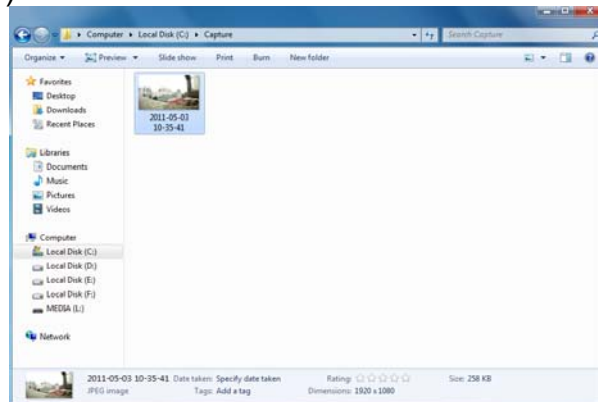 Computer ▸ Local Disk (C:) ▸ Capture
Search Capture
Organize Preview Slide show Print Burn New folder
Favorites
Desktop
Downloads
Recent Places
2011-05-03
10-35-41
Libraries
Documents
Music
Pictures
Videos
Computer
Local Disk (C:)
Local Disk (D:)
Local Disk (E:)
Local Disk (F:)
MEDIA (L:)
Network
2011-05-03 10-35-41 Date taken: Specify date taken Rating: ☆☆☆☆☆ Size: 258 KB
JPEG image Tags: Add a tag Dimensions: 1920 x 1080